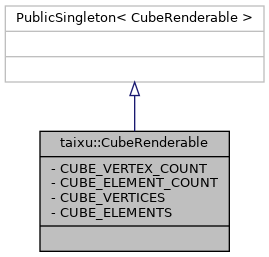 PublicSingleton< CubeRenderable >
taixu::CubeRenderable
- CUBE_VERTEX_COUNT
- CUBE_ELEMENT_COUNT
- CUBE_VERTICES
- CUBE_ELEMENTS